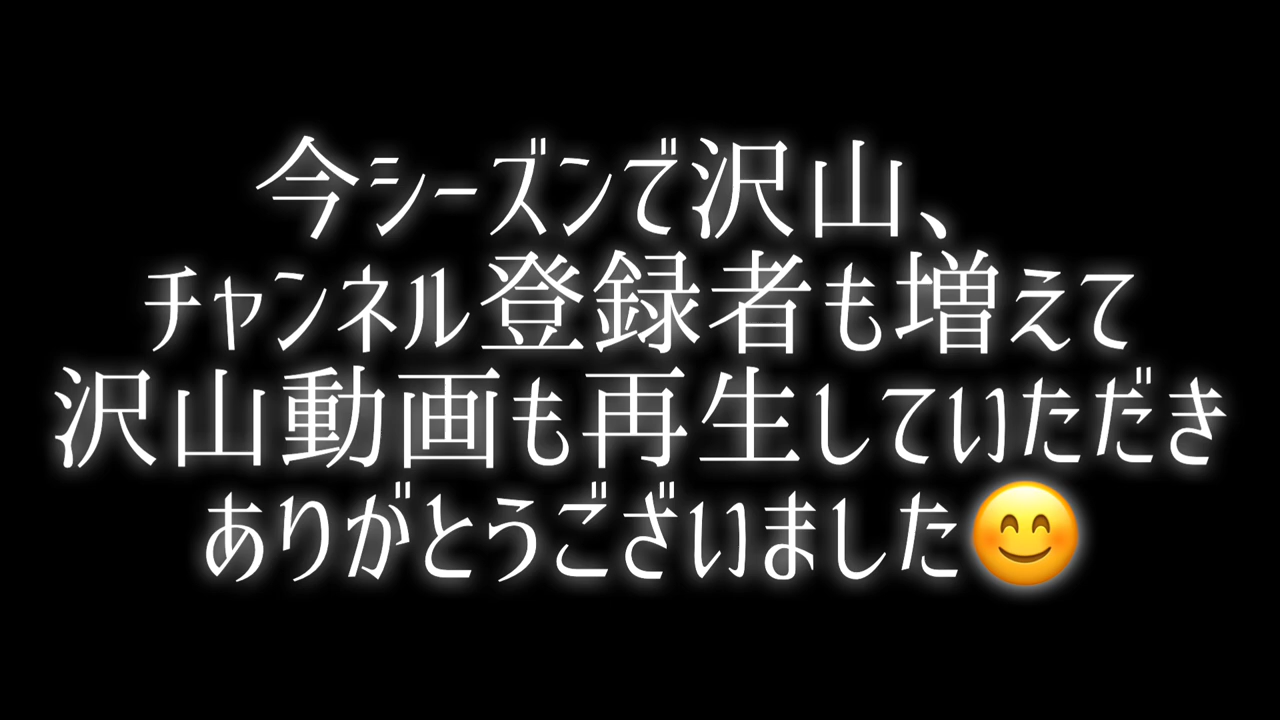 今シーズンで沢山、
チャンネル登録者も増えて
沢山動画も再生していただき
ありがとうございました😊